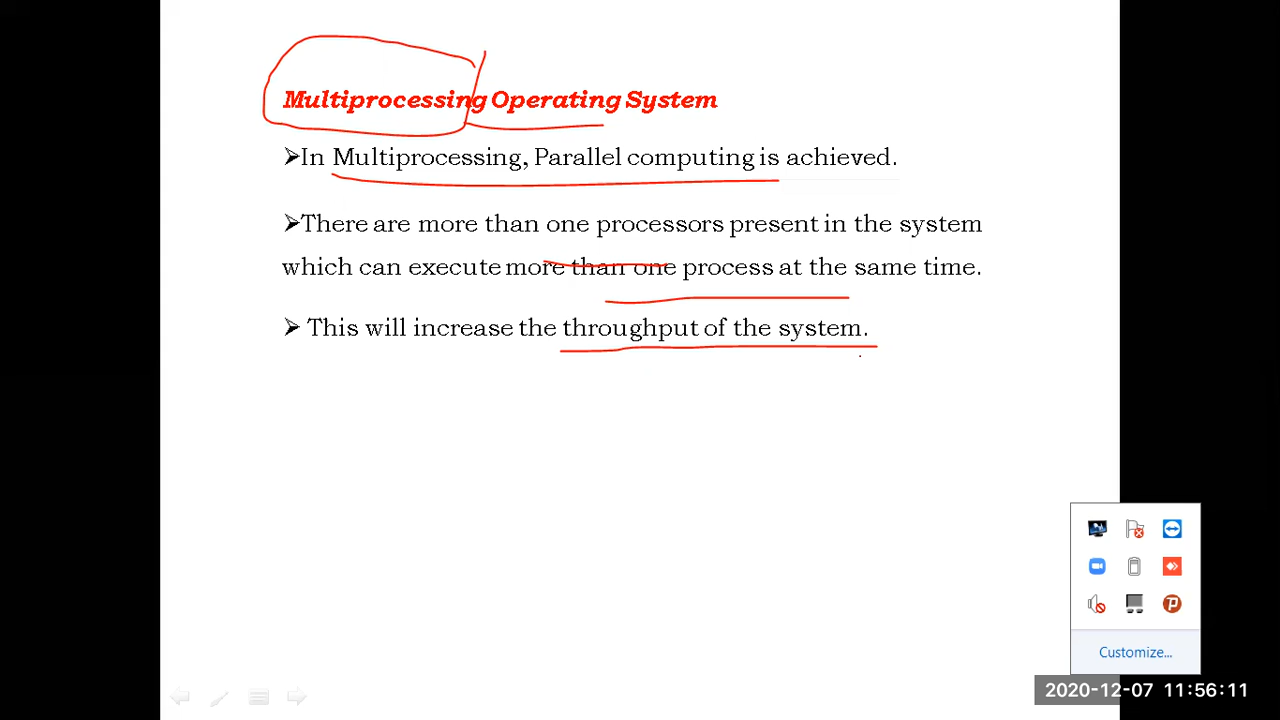 Multiprocessing Operating System
➢In Multiprocessing, Parallel computing is achieved.
➢There are more than one processors present in the system
which can execute more than one process at the same time.
➢ This will increase the throughput of the system.
Customize...
2020-12-07 11:56:11